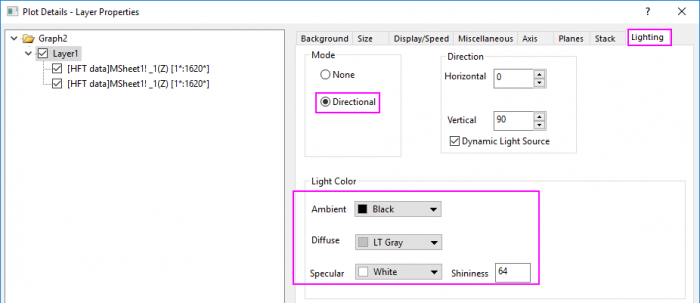 Plot Details - Layer Properties
Graph2
Layer1
[HFT data]MSheet1! _1(Z) [1*:1620*]
[HFT data]MSheet1! _1(Z) [1*:1620*]
Background Size Display/Speed Miscellaneous Axis Planes Stack Lighting
Mode
None
Directional
Direction
Horizontal 0
Vertical 90
Dynamic Light Source
Light Color
Ambient Black
Diffuse LT Gray
Specular White Shininess 64